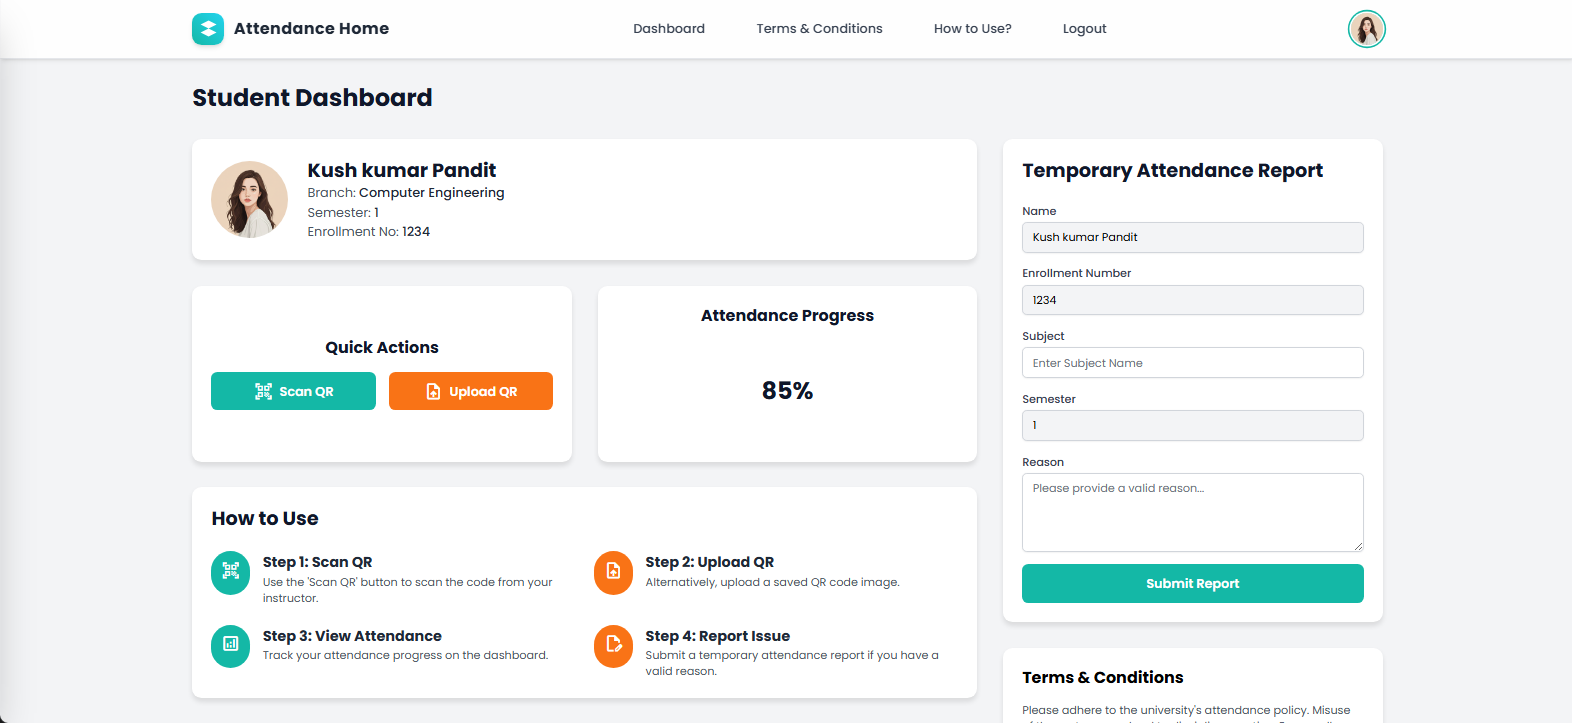 Attendance Home
Dashboard
Terms & Conditions
How to Use?
Logout
Student Dashboard
Kush kumar Pandit
Branch: Computer Engineering
Semester: 1
Enrollment No: 1234
Quick Actions
Scan QR
Upload QR
Attendance Progress
85%
How to Use
Step 1: Scan QR
Use the 'Scan QR' button to scan the code from your
instructor.
Step 2: Upload QR
Alternatively, upload a saved QR code image.
Step 3: View Attendance
Track your attendance progress on the dashboard.
Step 4: Report Issue
Submit a temporary attendance report if you have a
valid reason.
Temporary Attendance Report
Name
Kush kumar Pandit
Enrollment Number
1234
Subject
Enter Subject Name
Semester
1
Reason
Please provide a valid reason...
Submit Report
Terms & Conditions
Please adhere to the university's attendance policy. Misuse